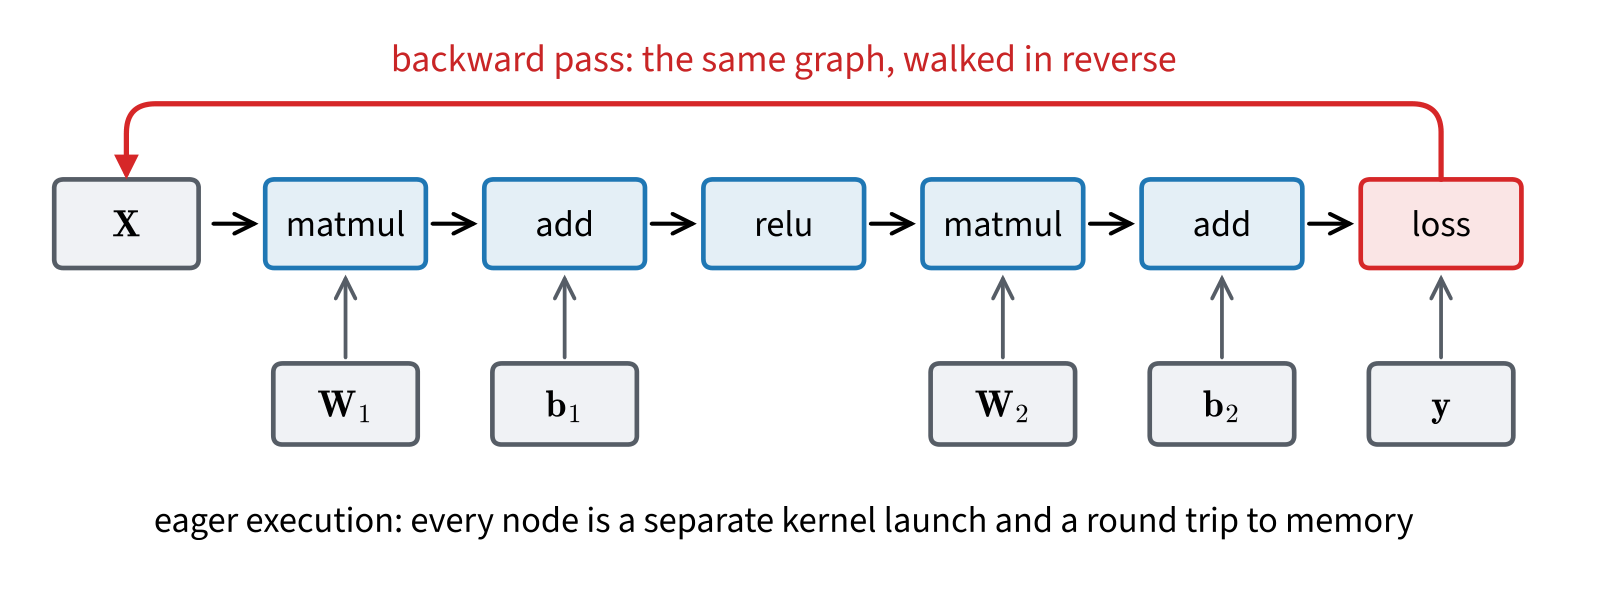 backward pass: the same graph, walked in reverse
X matmul add relu matmul add loss
W₁ b₁ W₂ b₂ y
eager execution: every node is a separate kernel launch and a round trip to memory